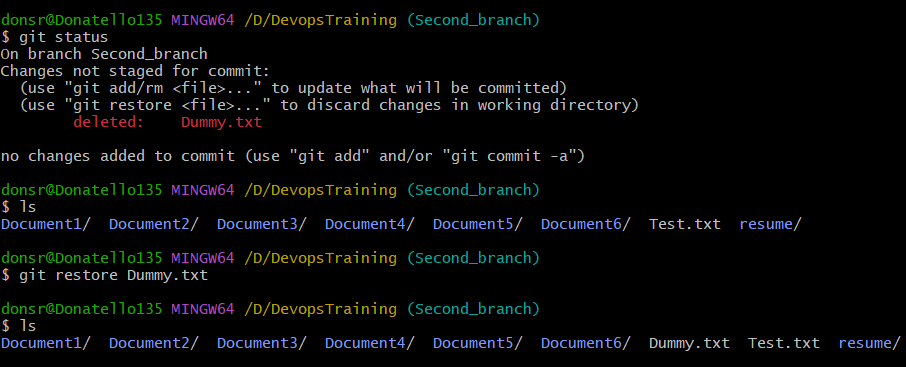 donsr@Donatello135 MINGW64 /D/DevopsTraining (Second_branch)
$ git status
On branch Second_branch
Changes not staged for commit:
  (use "git add/rm <file>..." to update what will be committed)
  (use "git restore <file>..." to discard changes in working directory)
        deleted:    Dummy.txt

no changes added to commit (use "git add" and/or "git commit -a")

donsr@Donatello135 MINGW64 /D/DevopsTraining (Second_branch)
$ ls
Document1/  Document2/  Document3/  Document4/  Document5/  Document6/  Test.txt  resume/

donsr@Donatello135 MINGW64 /D/DevopsTraining (Second_branch)
$ git restore Dummy.txt

donsr@Donatello135 MINGW64 /D/DevopsTraining (Second_branch)
$ ls
Document1/  Document2/  Document3/  Document4/  Document5/  Document6/  Dummy.txt  Test.txt  resume/